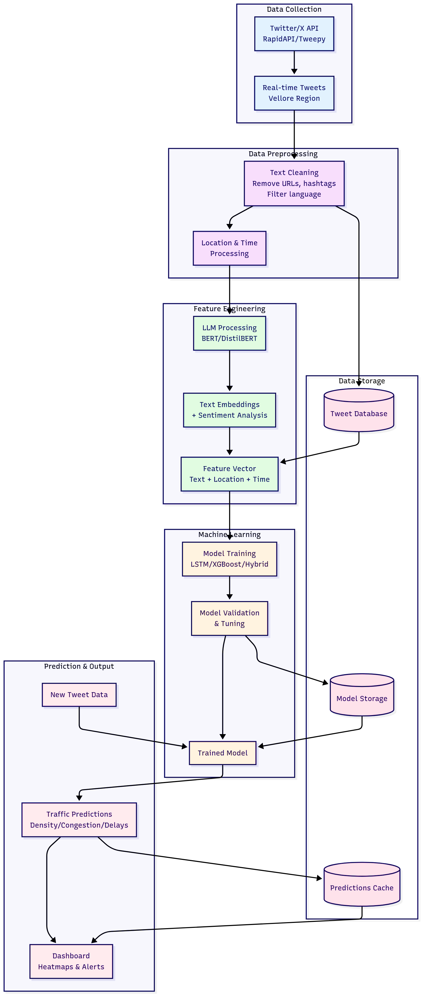 Data Collection
Twitter/X API
RapidAPI/Tweepy
Real-time Tweets
Vellore Region
Data Preprocessing
Text Cleaning
Remove URLs, hashtags
Filter language
Location & Time
Processing
Feature Engineering
LLM Processing
BERT/DistilBERT
Data Storage
Text Embeddings
+ Sentiment Analysis
Tweet Database
Feature Vector
Text + Location + Time
Machine Learning
Model Training
LSTM/XGBoost/Hybrid
Model Validation
& Tuning
Prediction & Output
New Tweet Data
Model Storage
Trained Model
Traffic Predictions
Density/Congestion/Delays
Predictions Cache
Dashboard
Heatmaps & Alerts